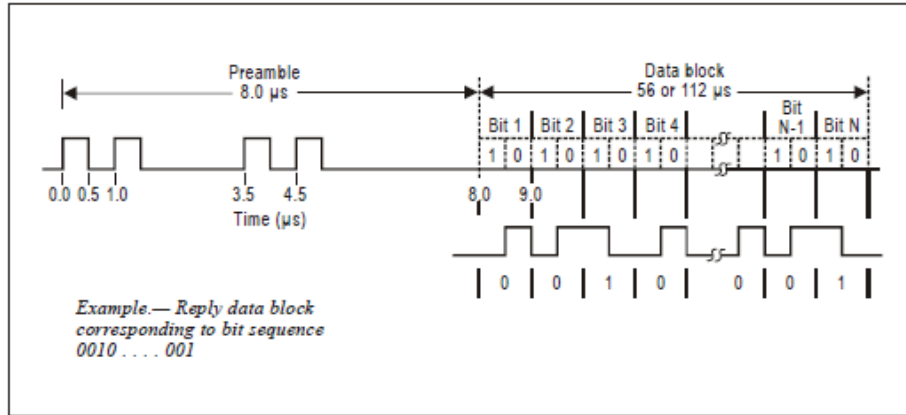 Preamble
8.0 µs
Data block
56 or 112 µs
Bit 1 Bit 2 Bit 3 Bit 4 Bit N-1 Bit N
1 0 1 0 1 0 1 0 1 0 1 0
0.0 0.5 1.0 3.5 4.5 8.0 9.0
Time (µs)
0 0 1 0 0 0 1
Example.— Reply data block
corresponding to bit sequence
0010 . . . . 001